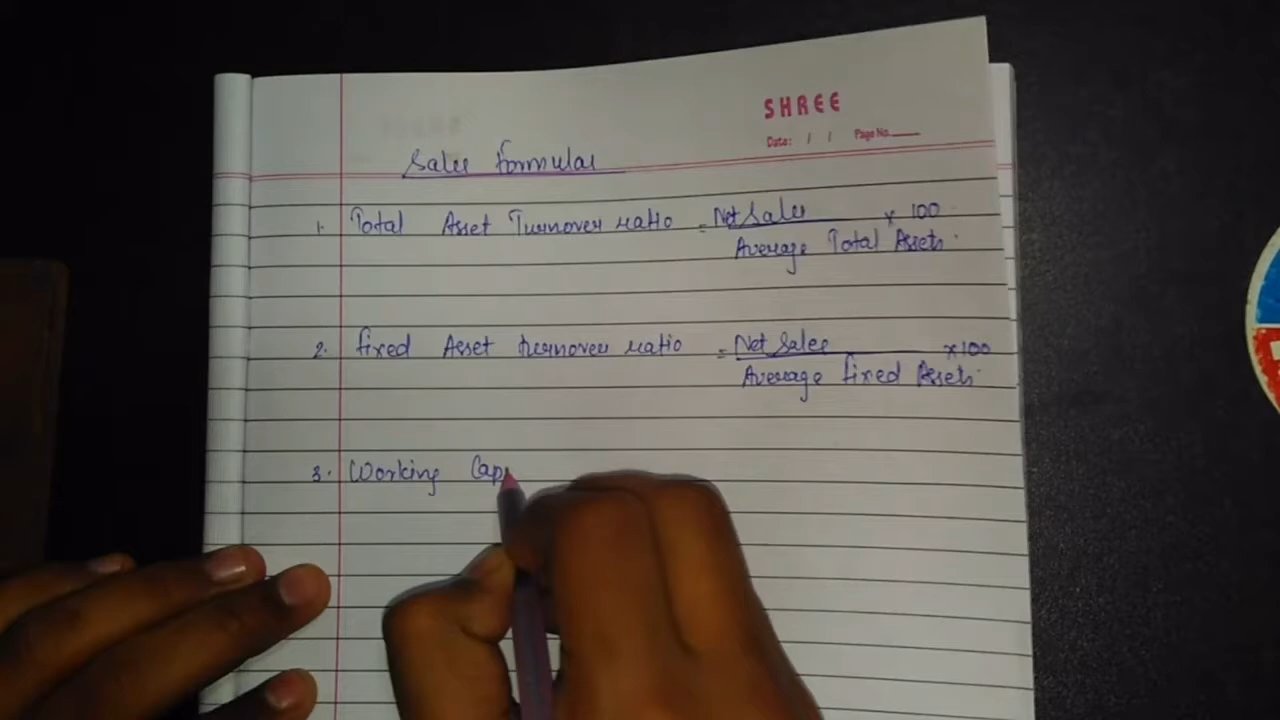 SHREE
Date: / / Page No.
Sales formulas
1. Total Asset Turnover ratio = Net Sales x 100
Average Total Assets.
2. fixed Asset turnover ratio = Net Sales x 100
Average fixed Assets.
3. Working Cap